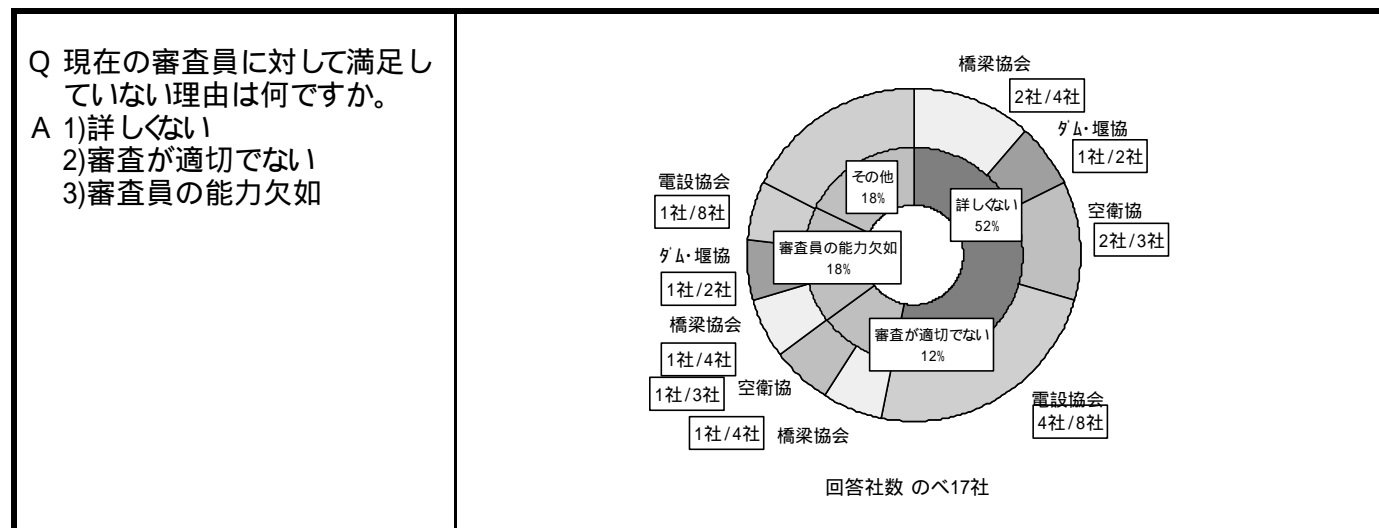 Q 現在の審査員に対して満足し
ていない理由は何ですか。
A 1)詳しくない
2)審査が適切でない
3)審査員の能力欠如
橋梁協会
2社/4社
ダム・堰協
1社/2社
空衛協
2社/3社
電設協会
4社/8社
その他
18%
詳しくない
52%
審査員の能力欠如
18%
審査が適切でない
12%
電設協会
1社/8社
ダム・堰協
1社/2社
橋梁協会
1社/4社
1社/3社 空衛協
1社/4社 橋梁協会
回答社数 のべ17社